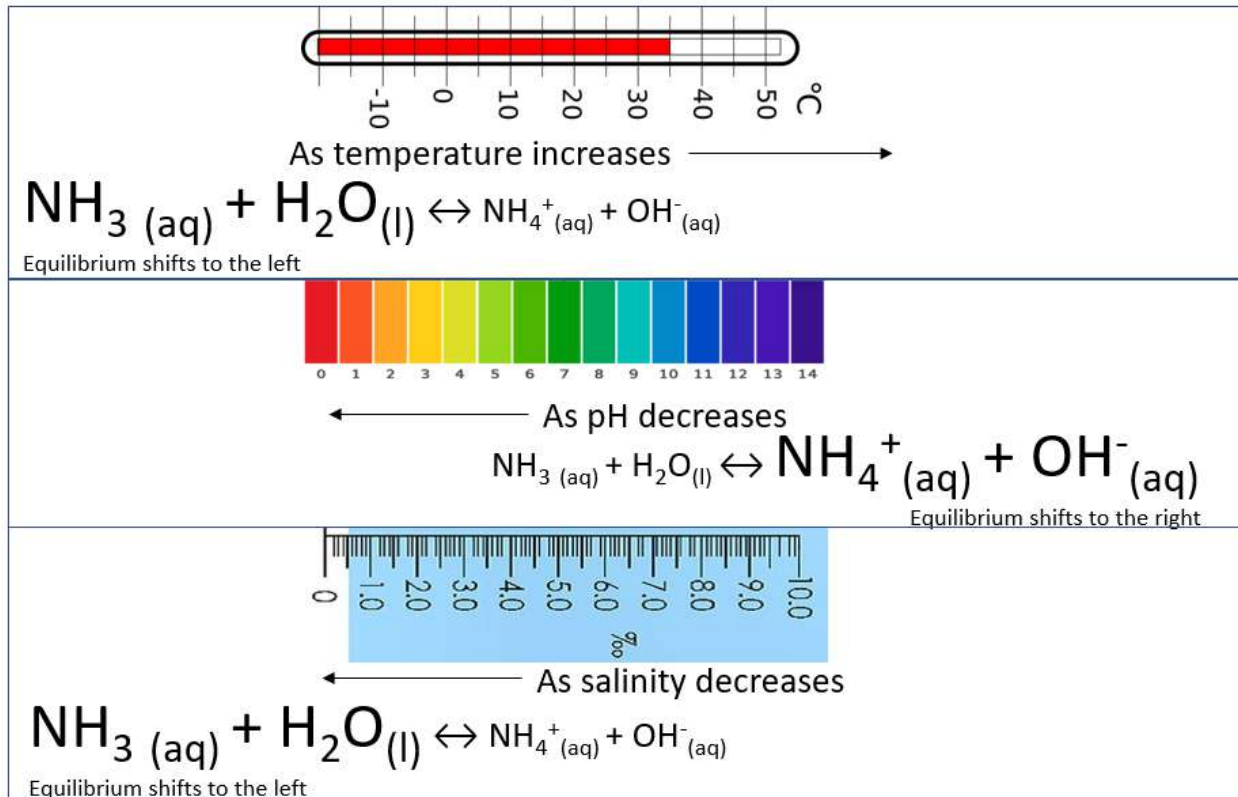 -10 0 10 20 30 40 50 °C
As temperature increases
NH₃ (aq) + H₂O(l) ↔ NH₄⁺(aq) + OH⁻(aq)
Equilibrium shifts to the left
0 1 2 3 4 5 6 7 8 9 10 11 12 13 14
As pH decreases
NH₃ (aq) + H₂O(l) ↔ NH₄⁺(aq) + OH⁻(aq)
Equilibrium shifts to the right
0 1.0 2.0 3.0 4.0 5.0 6.0 7.0 8.0 9.0 10.0
‰
As salinity decreases
NH₃ (aq) + H₂O(l) ↔ NH₄⁺(aq) + OH⁻(aq)
Equilibrium shifts to the left